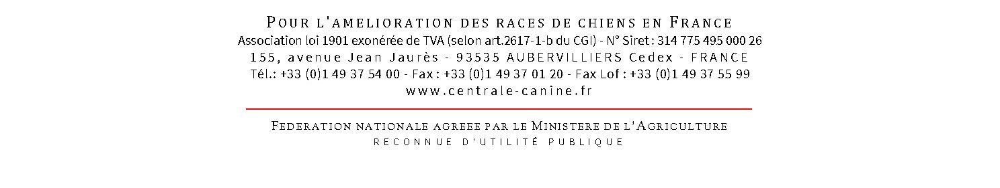 POUR L'AMELIORATION DES RACES DE CHIENS EN FRANCE
Association loi 1901 exonérée de TVA (selon art.2617-1-b du CGI) - N° Siret : 314 775 495 000 26
155, avenue Jean Jaurès - 93535 AUBERVILLIERS Cedex - FRANCE
Tél.: +33 (0)1 49 37 54 00 - Fax : +33 (0)1 49 37 01 20 - Fax Lof : +33 (0)1 49 37 55 99
www.centrale-canine.fr
FEDERATION NATIONALE AGREEE PAR LE MINISTERE DE L'AGRICULTURE
RECONNUE D'UTILITÉ PUBLIQUE